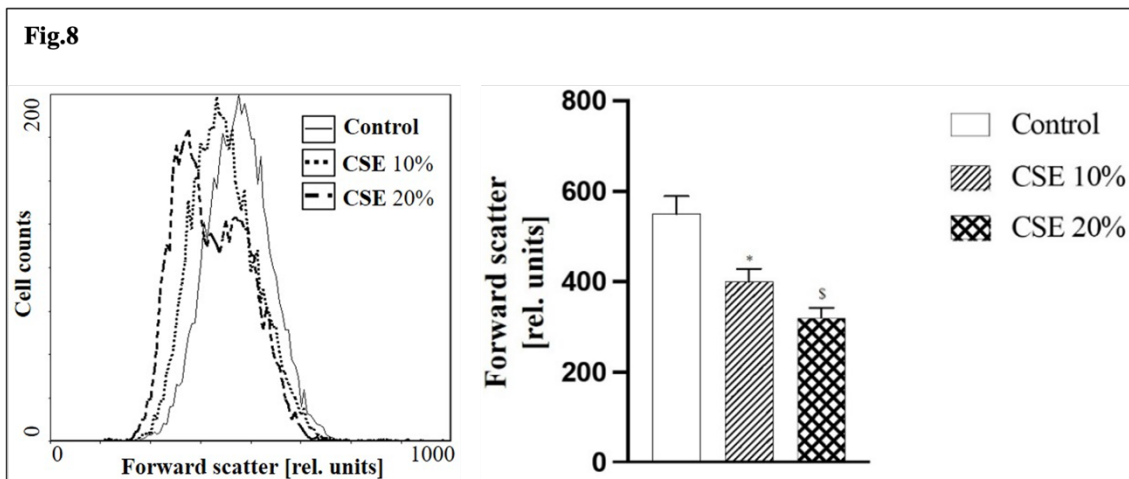 Fig.8
200
Cell counts
0
Control
CSE 10%
CSE 20%
0
1000
Forward scatter [rel. units]
Forward scatter
[rel. units]
800
600
400
200
0
*
$
Control
CSE 10%
CSE 20%